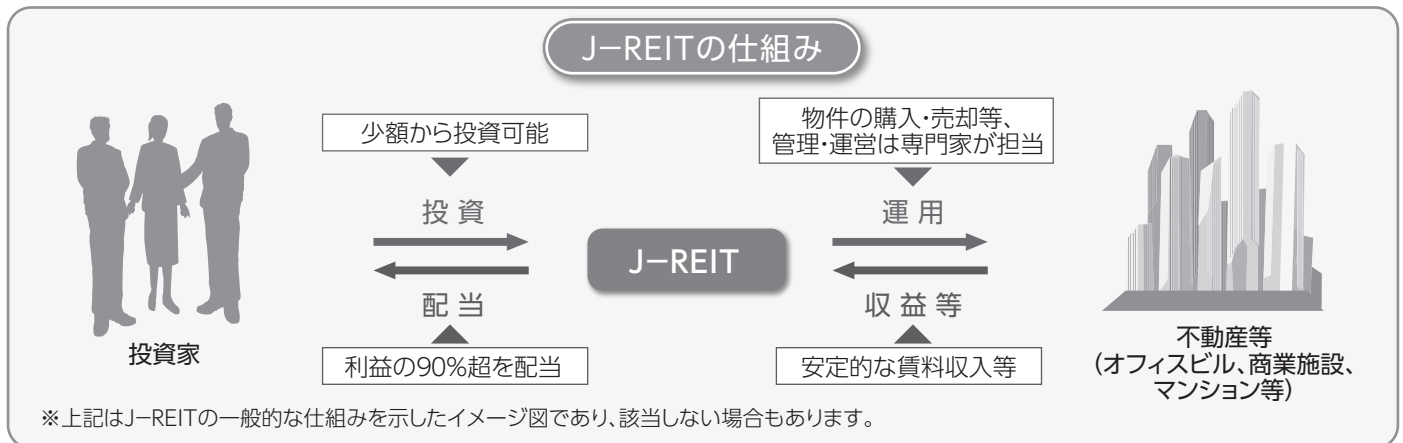 J−REITの仕組み
少額から投資可能
投資
配当
利益の90%超を配当
投資家
J−REIT
物件の購入・売却等、
管理・運営は専門家が担当
運用
収益等
安定的な賃料収入等
不動産等
(オフィスビル、商業施設、
マンション等)
※上記はJ−REITの一般的な仕組みを示したイメージ図であり、該当しない場合もあります。